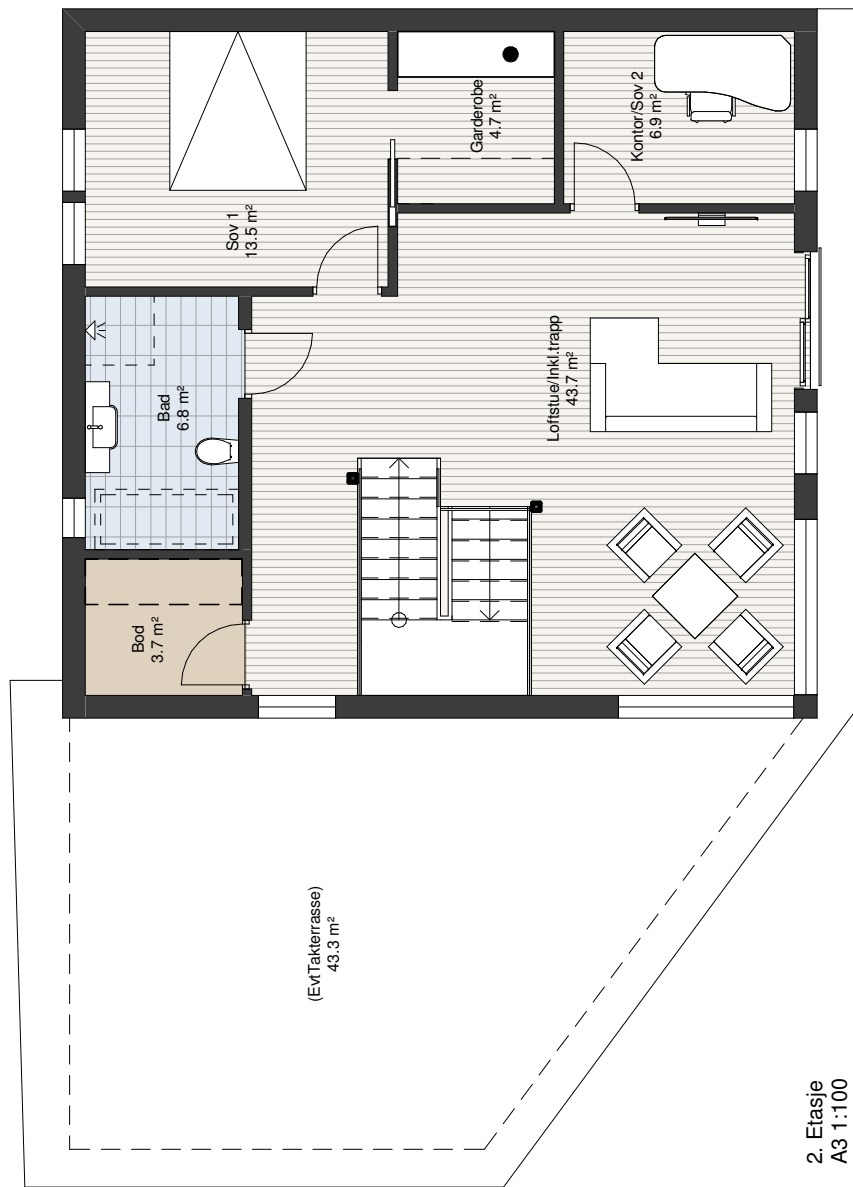 Sov 1
13.5 m²
Garderobe
4.7 m²
Kontor/Sov 2
6.9 m²
Bad
6.8 m²
Loftstue/Inkl.trapp
43.7 m²
Bod
3.7 m²
(EvtTakterrasse)
43.3 m²
2. Etasje
A3 1:100